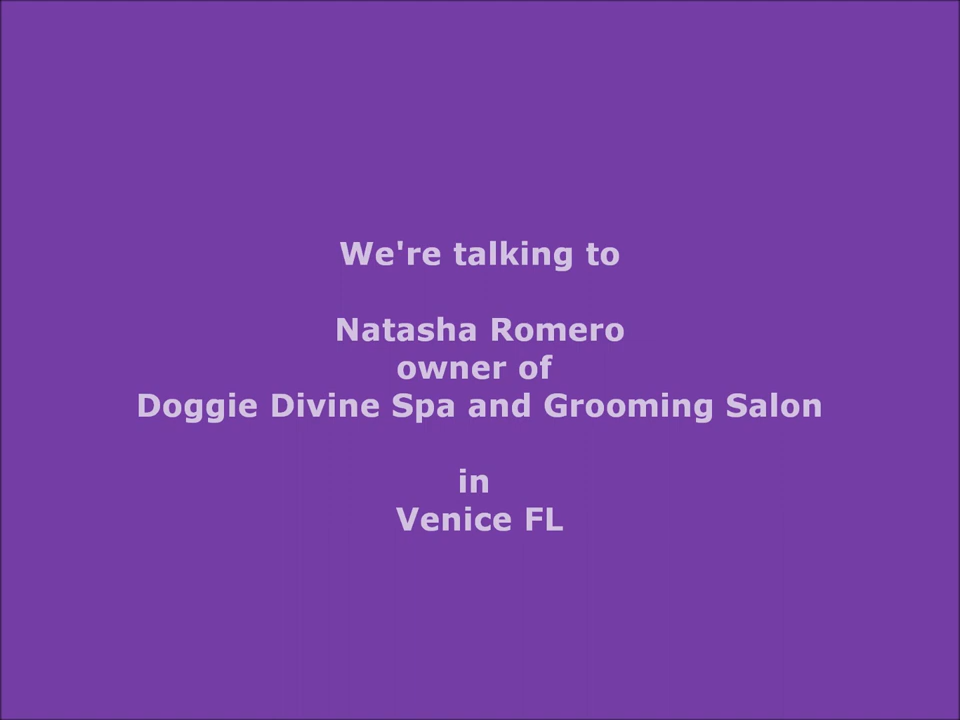 We're talking to
Natasha Romero
owner of
Doggie Divine Spa and Grooming Salon
in
Venice FL